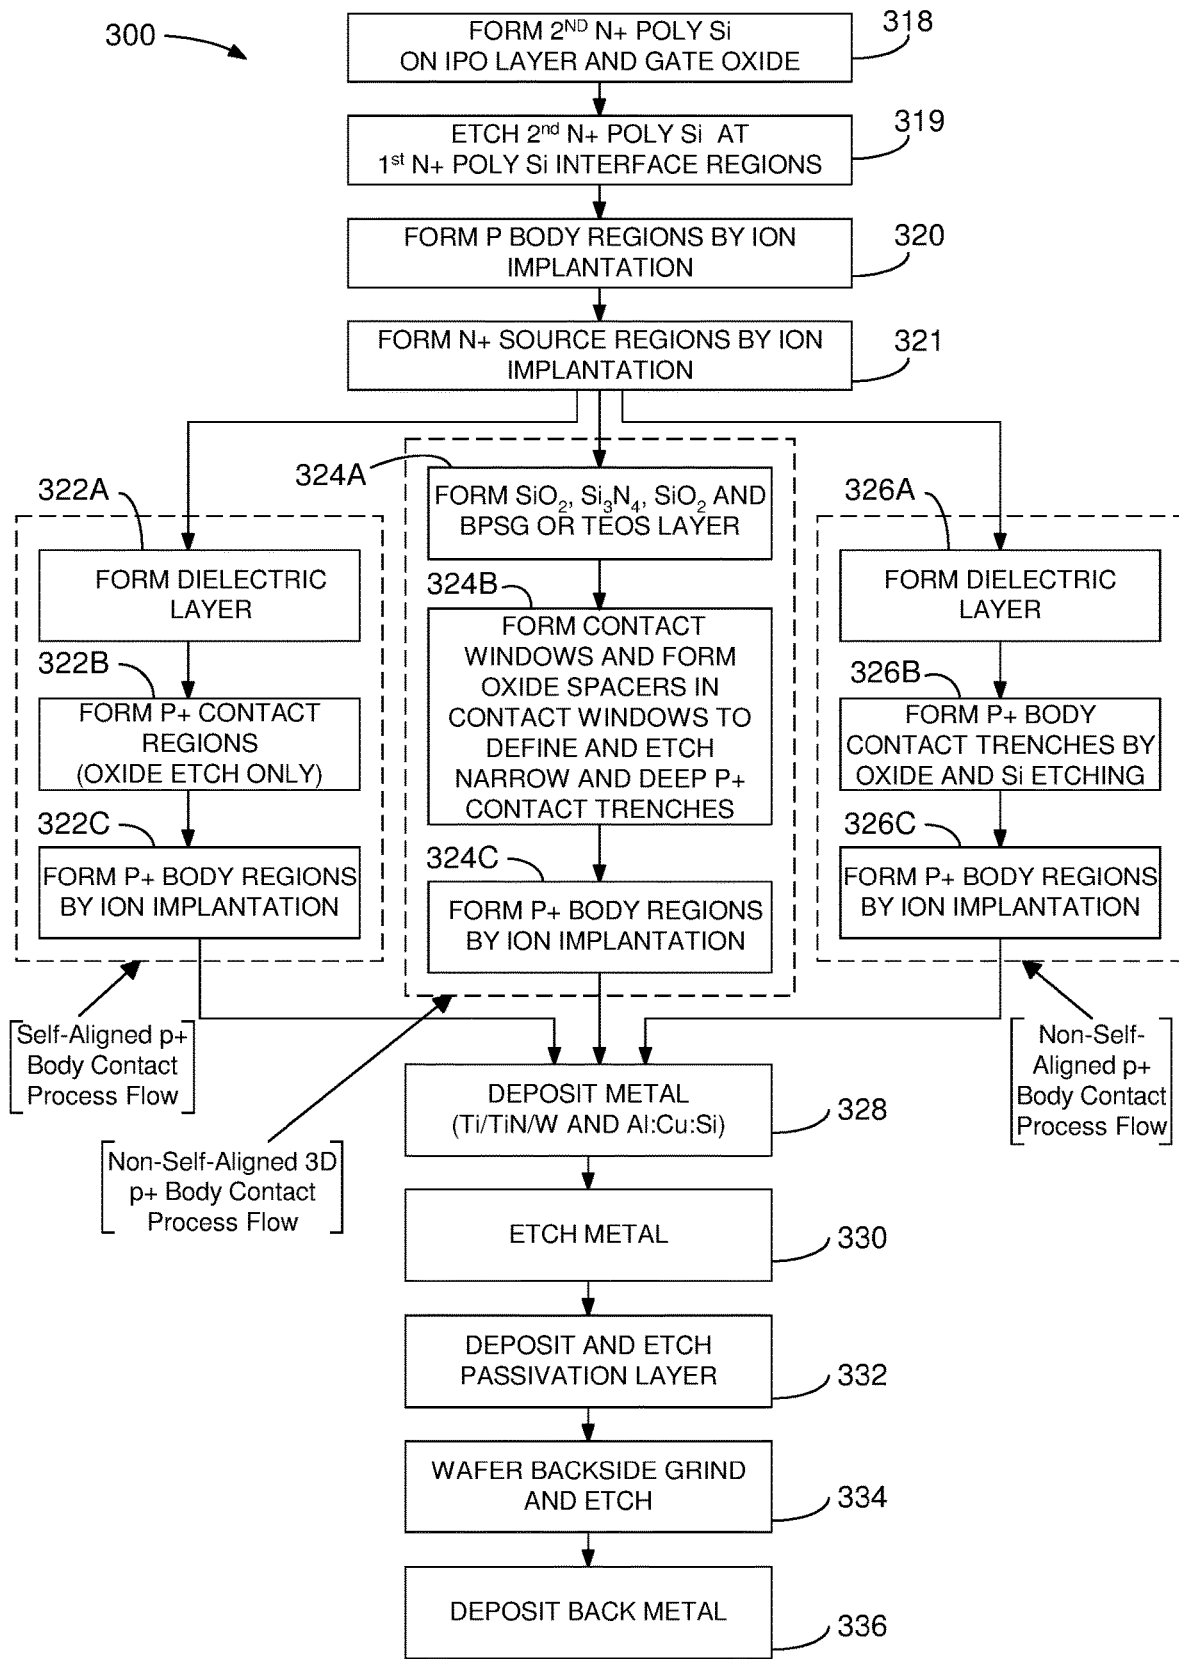 300
FORM 2ND N+ POLY Si
ON IPO LAYER AND GATE OXIDE
318
ETCH 2nd N+ POLY Si AT
1st N+ POLY Si INTERFACE REGIONS
319
FORM P BODY REGIONS BY ION
IMPLANTATION
320
FORM N+ SOURCE REGIONS BY ION
IMPLANTATION
321
322A
FORM DIELECTRIC
LAYER
322B
FORM P+ CONTACT
REGIONS
(OXIDE ETCH ONLY)
322C
FORM P+ BODY REGIONS
BY ION IMPLANTATION
Self-Aligned p+
Body Contact
Process Flow
324A
FORM SiO2, Si3N4, SiO2 AND
BPSG OR TEOS LAYER
324B
FORM CONTACT
WINDOWS AND FORM
OXIDE SPACERS IN
CONTACT WINDOWS TO
DEFINE AND ETCH
NARROW AND DEEP P+
CONTACT TRENCHES
324C
FORM P+ BODY REGIONS
BY ION IMPLANTATION
Non-Self-Aligned 3D
p+ Body Contact
Process Flow
326A
FORM DIELECTRIC
LAYER
326B
FORM P+ BODY
CONTACT TRENCHES BY
OXIDE AND Si ETCHING
326C
FORM P+ BODY REGIONS
BY ION IMPLANTATION
Non-Self-
Aligned p+
Body Contact
Process Flow
DEPOSIT METAL
(Ti/TiN/W AND Al:Cu:Si)
328
ETCH METAL
330
DEPOSIT AND ETCH
PASSIVATION LAYER
332
WAFER BACKSIDE GRIND
AND ETCH
334
DEPOSIT BACK METAL
336